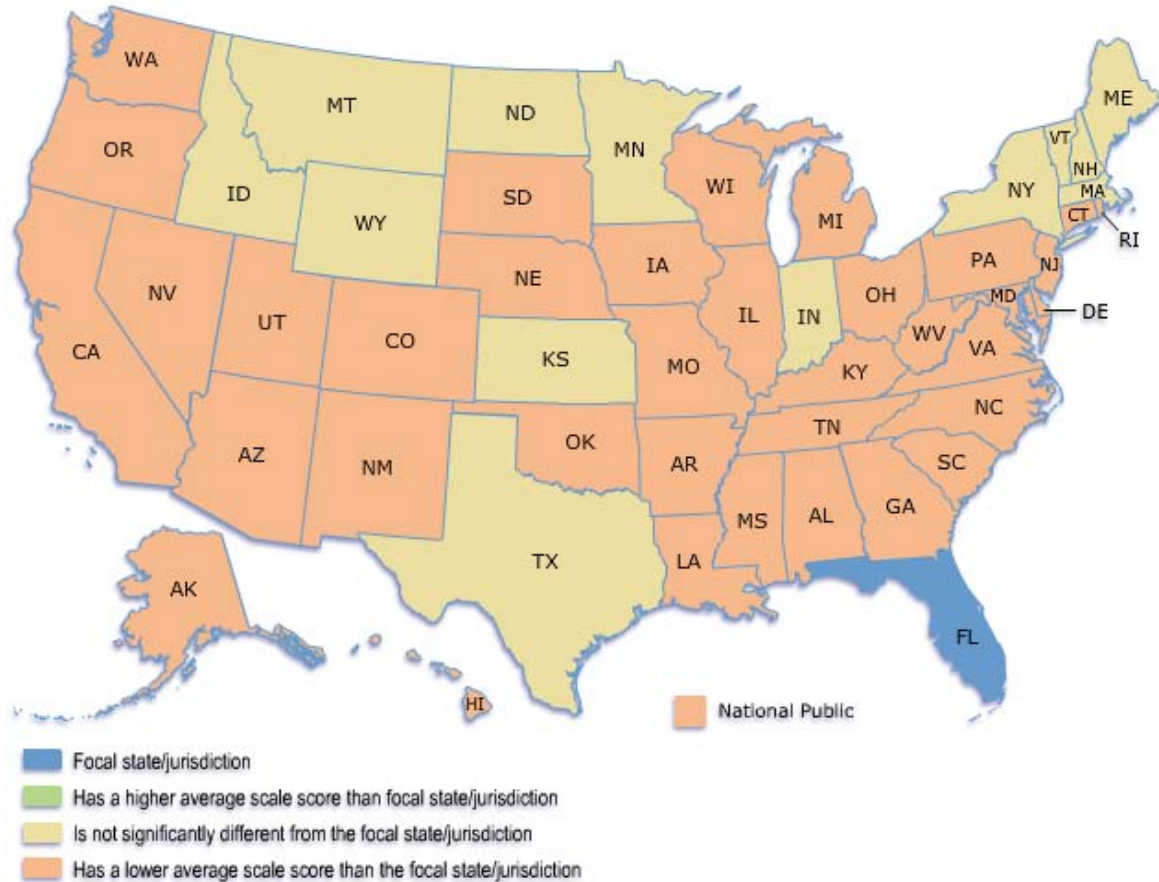 WA
MT
ND
MN
ME
VT
NH
OR
ID
WY
SD
WI
MI
NY
MA
CT
RI
NV
UT
CO
NE
IA
IL
IN
OH
PA
NJ
MD
DE
CA
KS
MO
KY
WV
VA
AZ
NM
OK
AR
TN
NC
SC
TX
LA
MS
AL
GA
AK
HI
FL
National Public
Focal state/jurisdiction
Has a higher average scale score than focal state/jurisdiction
Is not significantly different from the focal state/jurisdiction
Has a lower average scale score than the focal state/jurisdiction